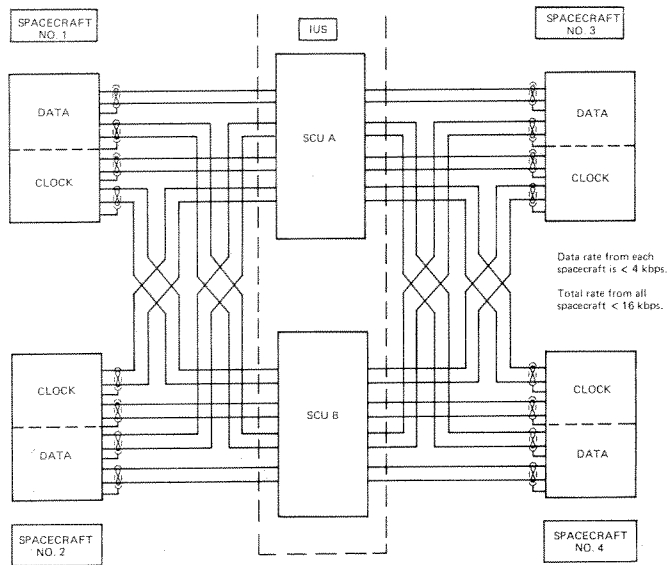 SPACECRAFT
NO. 1
IUS
SPACECRAFT
NO. 3
DATA
CLOCK
SCU A
DATA
CLOCK
Data rate from each
spacecraft is < 4 kbps.
Total rate from all
spacecraft < 16 kbps.
CLOCK
DATA
SCU B
CLOCK
DATA
SPACECRAFT
NO. 2
SPACECRAFT
NO. 4